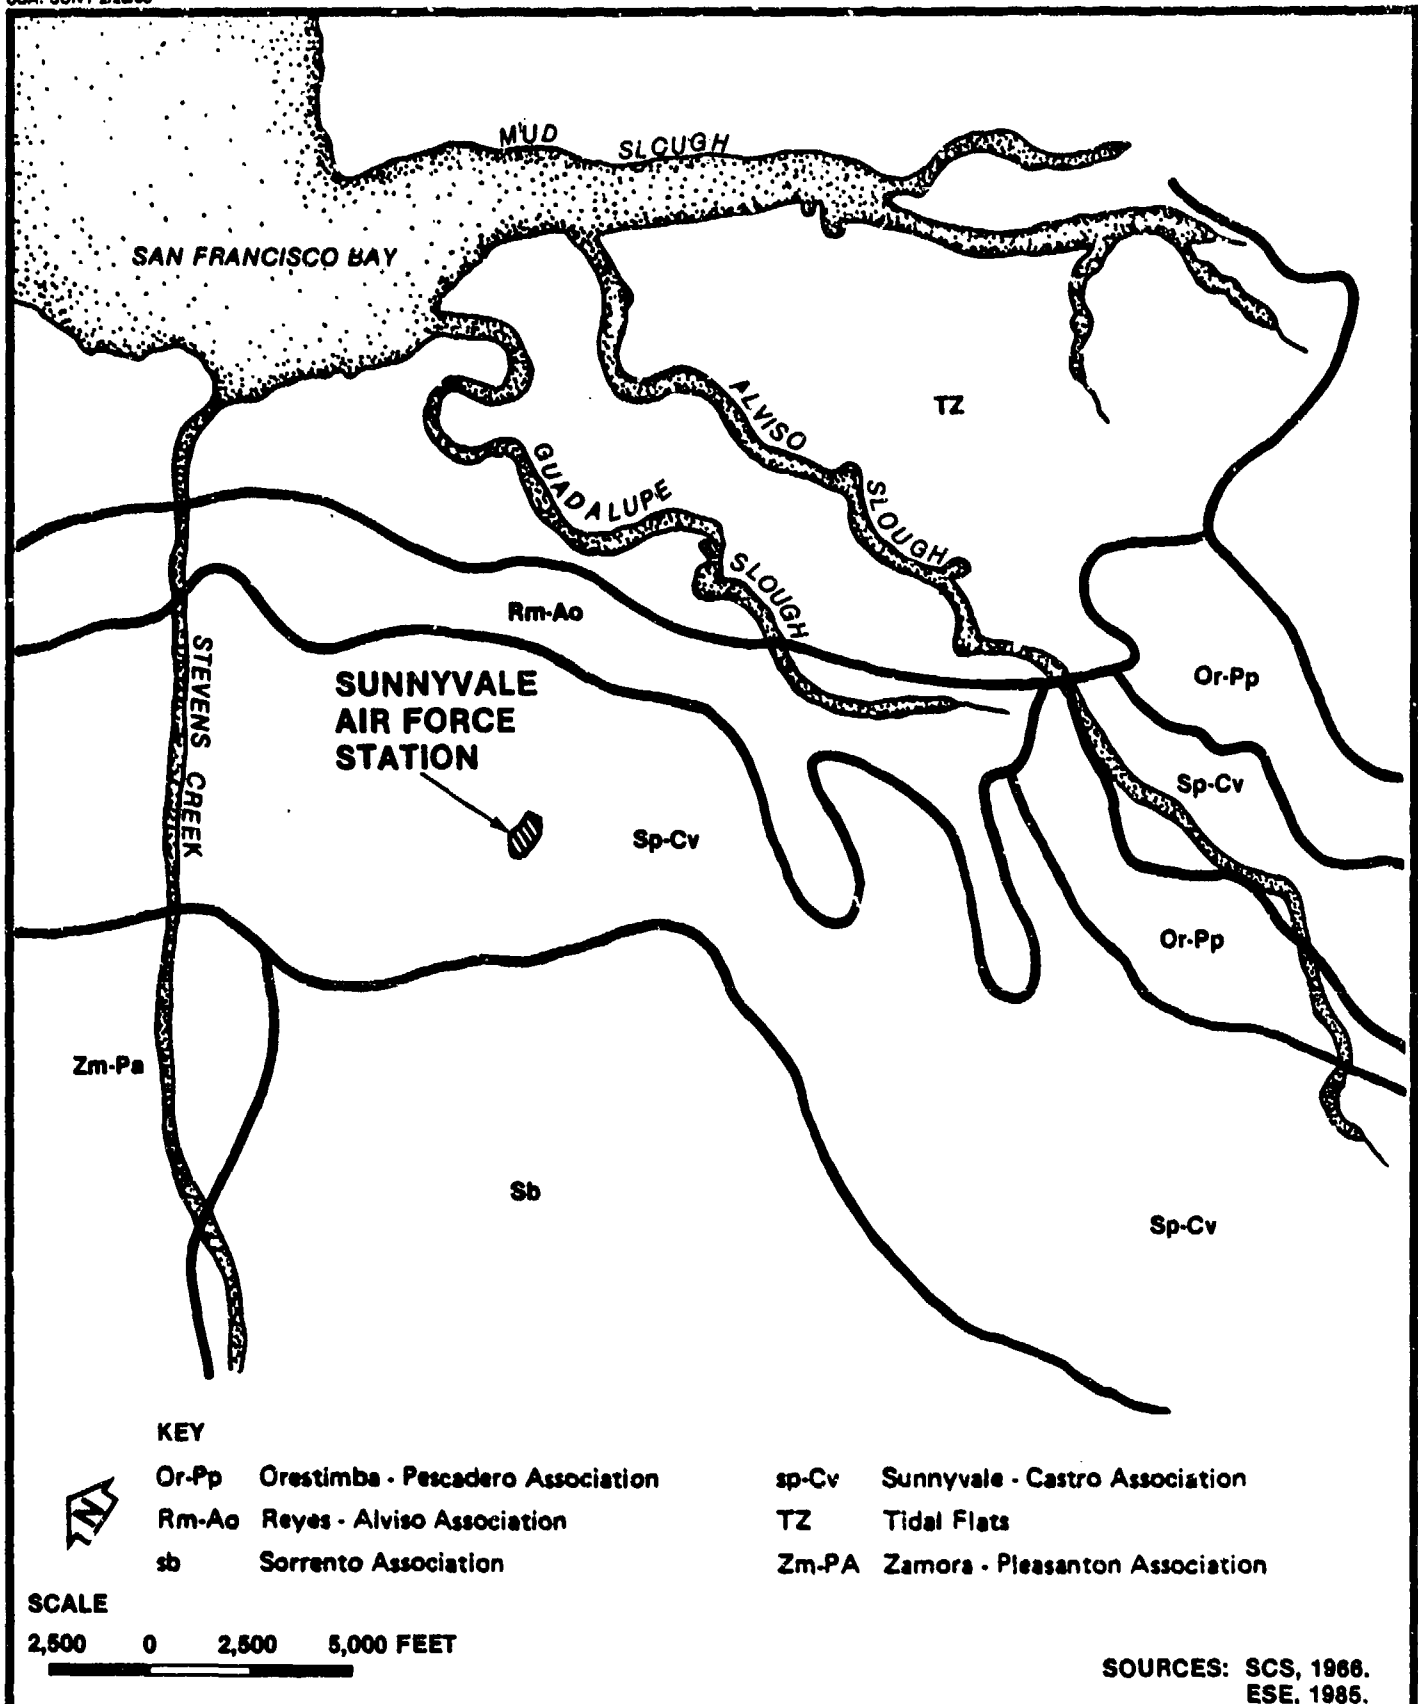 MUD SLOUGH
SAN FRANCISCO BAY
ALVISO SLOUGH
TZ
GUADALUPE SLOUGH
Rm-Ao
STEVENS CREEK
SUNNYVALE
AIR FORCE
STATION
Or-Pp
Sp-Cv
Sp-Cv
Or-Pp
Zm-Pa
Sb
Sp-Cv
KEY
Or-Pp Orestimba - Pescadero Association
Rm-Ao Reyes - Alviso Association
sb Sorrento Association
sp-Cv Sunnyvale - Castro Association
TZ Tidal Flats
Zm-PA Zamora - Pleasanton Association
N
SCALE
2,500 0 2,500 5,000 FEET
SOURCES: SCS, 1966.
ESE, 1985.